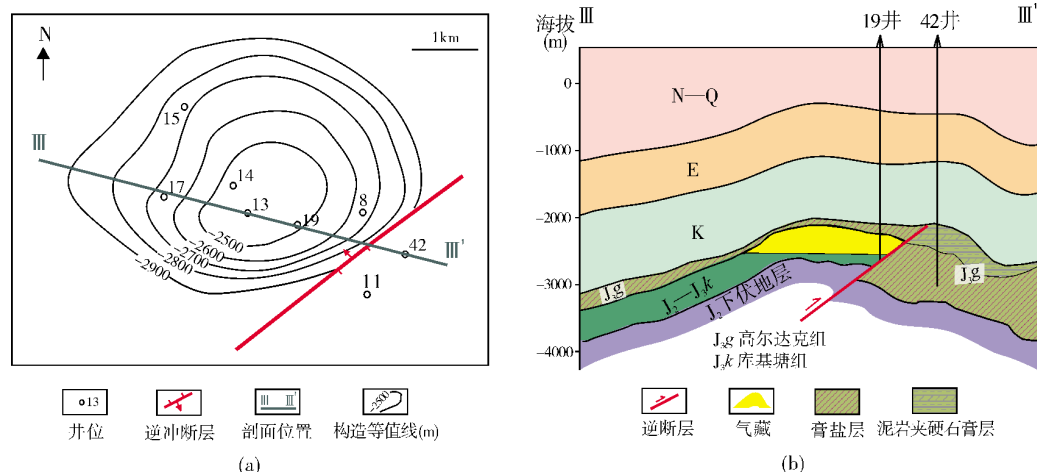 N
1km
15
III
14
17
13
19
8
42
III'
11
-2500
-2600
-2700
-2800
-2900
13
III III'
-2500
井位
逆冲断层
剖面位置
构造等值线(m)
(a)
海拔
(m)
III
19井
42井
III'
0
-1000
-2000
-3000
-4000
N—Q
E
K
J₃g
J₂—J₃k
J₂下伏地层
J₃g
J₃g 高尔达克组
J₃k 库基塘组
逆断层
气藏
膏盐层
泥岩夹硬石膏层
(b)